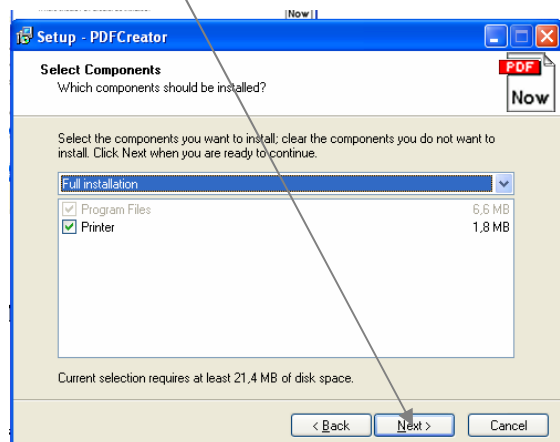 Now
Setup - PDFCreator
Select Components
Which components should be installed?
PDF
Now
Select the components you want to install; clear the components you do not want to
install. Click Next when you are ready to continue.
Full installation
Program Files 6,6 MB
Printer 1,8 MB
Current selection requires at least 21,4 MB of disk space.
< Back Next > Cancel